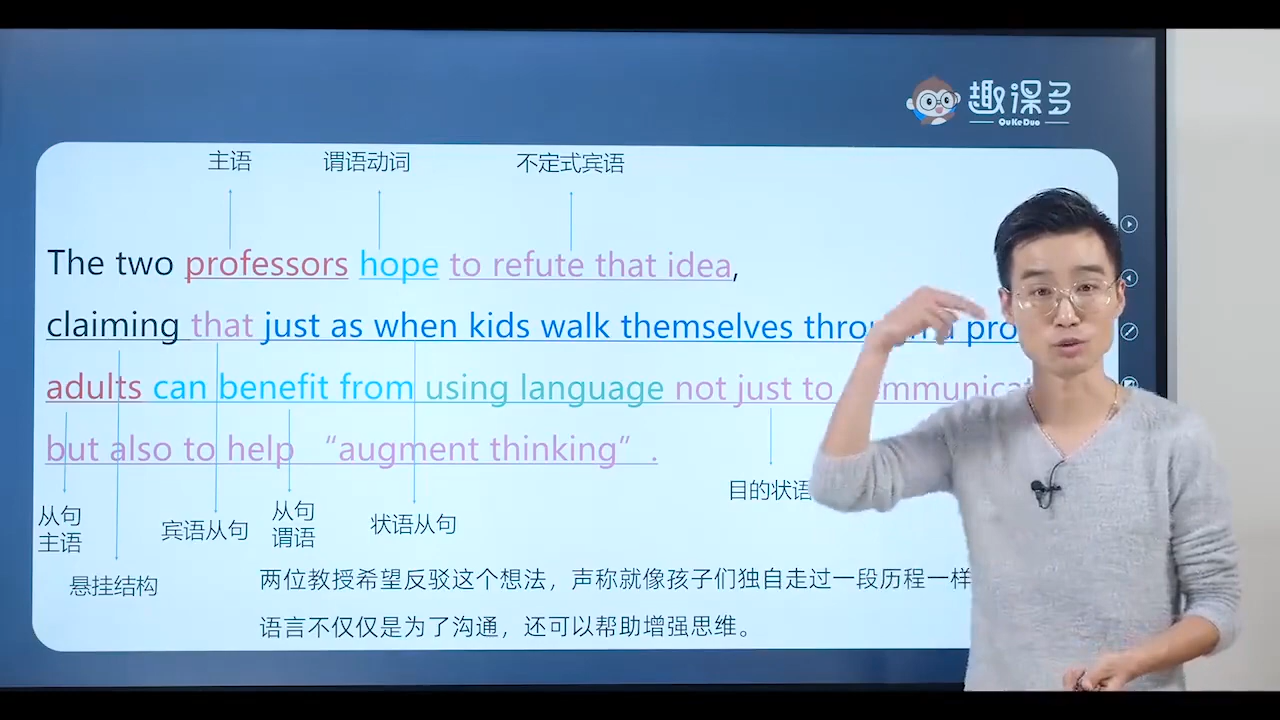 趣课多
QuKeDuo
主语 谓语动词 不定式宾语
The two professors hope to refute that idea,
claiming that just as when kids walk themselves
adults can benefit from using language not just to
but also to help “augment thinking”.
目的状语
从句主语
宾语从句
从句谓语
状语从句
悬挂结构
两位教授希望反驳这个想法，声称就像孩子们独自走过一段历程一样
语言不仅仅是为了沟通，还可以帮助增强思维。